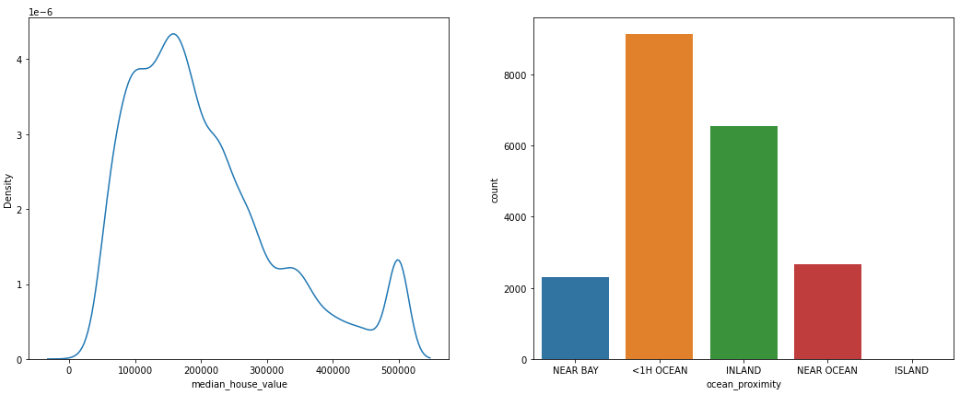 1e−6
4
3
2
1
0
Density
0 100000 200000 300000 400000 500000
median_house_value
8000
6000
4000
2000
0
count
NEAR BAY <1H OCEAN INLAND NEAR OCEAN ISLAND
ocean_proximity